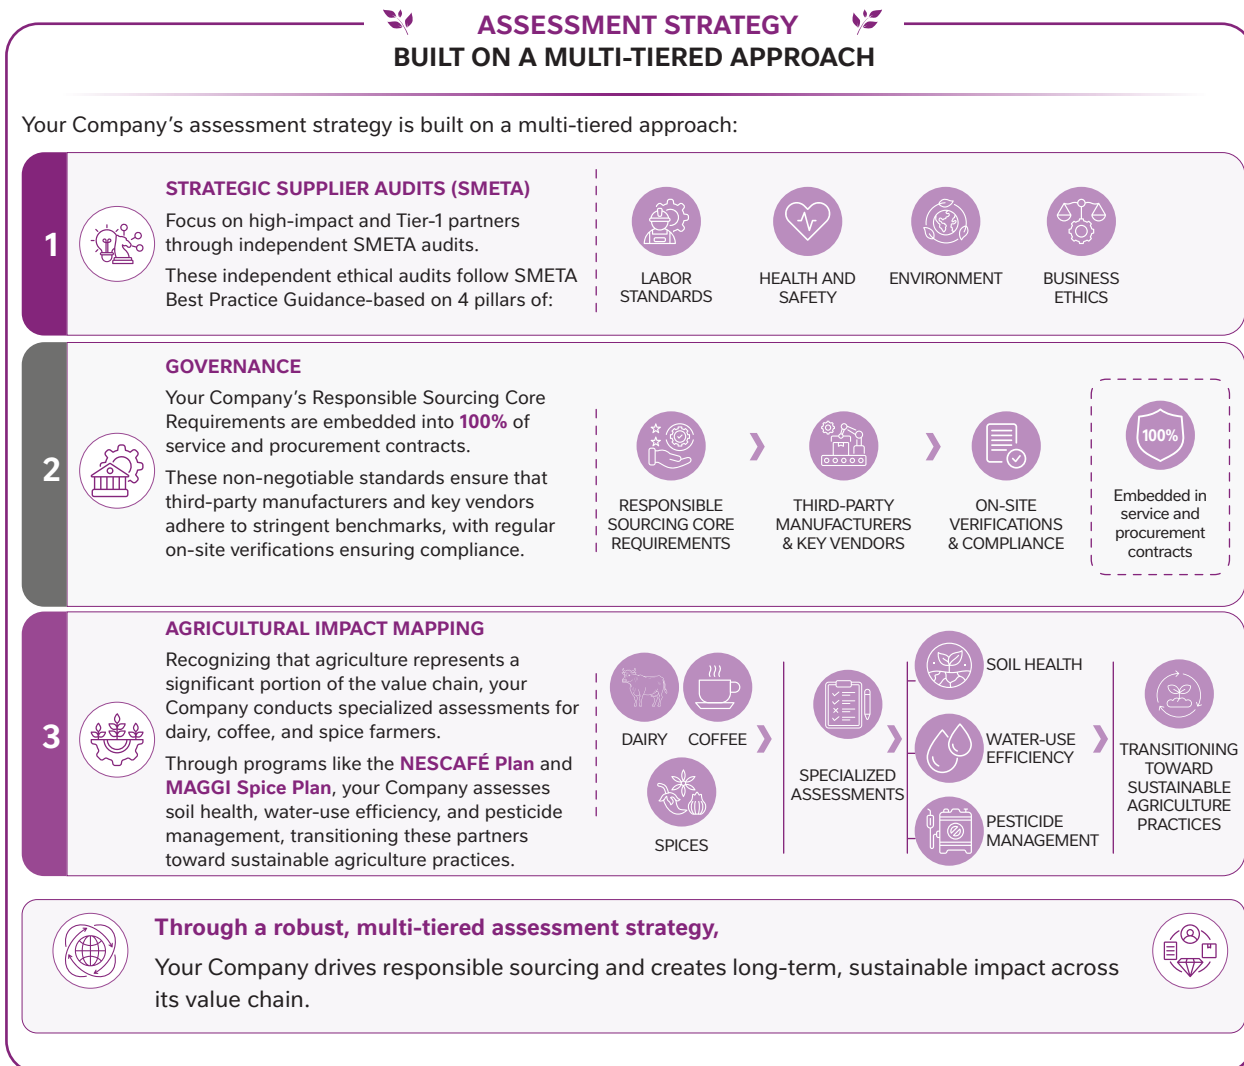 ASSESSMENT STRATEGY
BUILT ON A MULTI-TIERED APPROACH
Your Company's assessment strategy is built on a multi-tiered approach:
1
STRATEGIC SUPPLIER AUDITS (SMETA)
Focus on high-impact and Tier-1 partners
through independent SMETA audits.
These independent ethical audits follow SMETA
Best Practice Guidance-based on 4 pillars of:
LABOR
STANDARDS
HEALTH AND
SAFETY
ENVIRONMENT
BUSINESS
ETHICS
2
GOVERNANCE
Your Company's Responsible Sourcing Core
Requirements are embedded into 100% of
service and procurement contracts.
These non-negotiable standards ensure that
third-party manufacturers and key vendors
adhere to stringent benchmarks, with regular
on-site verifications ensuring compliance.
RESPONSIBLE
SOURCING CORE
REQUIREMENTS
THIRD-PARTY
MANUFACTURERS
& KEY VENDORS
ON-SITE
VERIFICATIONS
& COMPLIANCE
100%
Embedded in
service and
procurement
contracts
3
AGRICULTURAL IMPACT MAPPING
Recognizing that agriculture represents a
significant portion of the value chain, your
Company conducts specialized assessments for
dairy, coffee, and spice farmers.
Through programs like the NESCAFÉ Plan and
MAGGI Spice Plan, your Company assesses
soil health, water-use efficiency, and pesticide
management, transitioning these partners
toward sustainable agriculture practices.
DAIRY
COFFEE
SPICES
SPECIALIZED
ASSESSMENTS
SOIL HEALTH
WATER-USE
EFFICIENCY
PESTICIDE
MANAGEMENT
TRANSITIONING
TOWARD
SUSTAINABLE
AGRICULTURE
PRACTICES
Through a robust, multi-tiered assessment strategy,
Your Company drives responsible sourcing and creates long-term, sustainable impact across
its value chain.